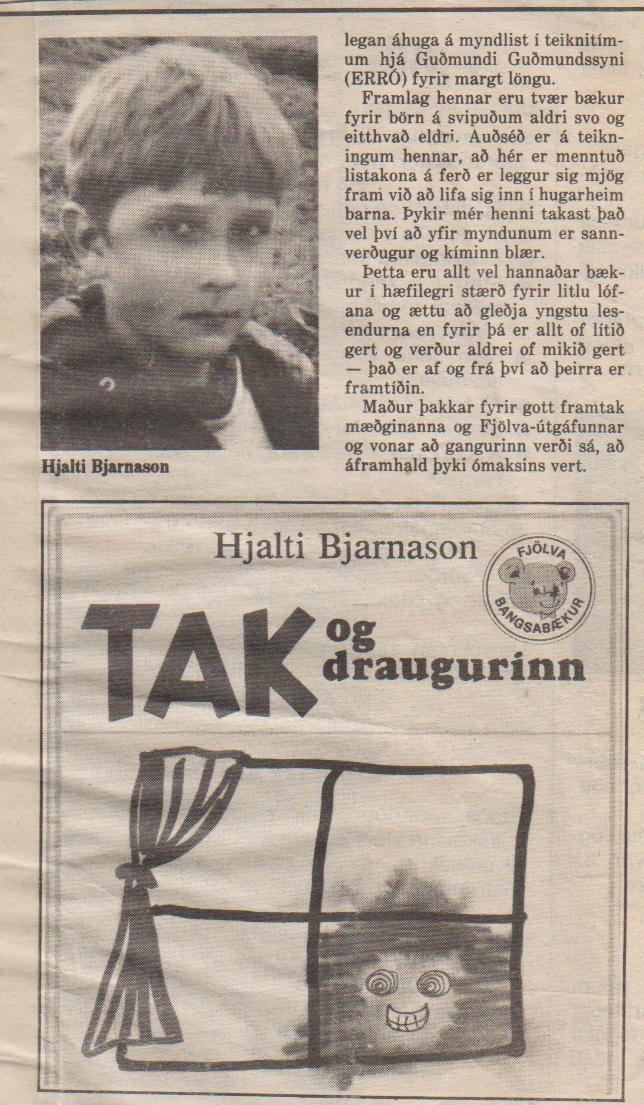 legan áhuga á myndlist í teiknitím-
um hjá Guðmundi Guðmundssyni
(ERRÓ) fyrir margt löngu.
Framlag hennar eru tvær bækur
fyrir börn á svipuðum aldri svo og
eitthvað eldri. Auðséð er á teikn-
ingum hennar, að hér er menntuð
listakona á ferð er leggur sig mjög
fram við að lifa sig inn í hugarheim
barna. Þykir mér henni takast það
vel því að yfir myndunum er sann-
verðugur og kíminn blær.
Þetta eru allt vel hannaðar bæk-
ur í hæfilegri stærð fyrir litlu lóf-
ana og ættu að gleðja yngstu les-
endurna en fyrir þá er allt of lítið
gert og verður aldrei of mikið gert
— það er af og frá því að þeirra er
framtíðin.
Maður þakkar fyrir gott framtak
mæðginanna og Fjölva-útgáfunnar
og vonar að gangurinn verði sá, að
áframhald þyki ómaksins vert.
Hjalti Bjarnason
Hjalti Bjarnason
FJÖLVA
BANGSABÆKUR
TAK og
draugurinn